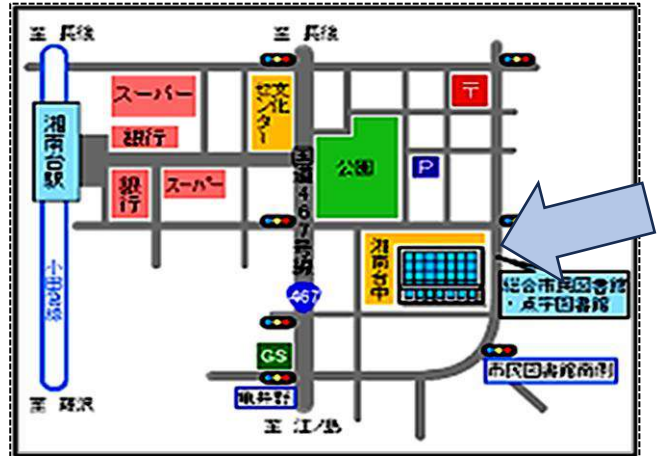 至 長後
至 長後
スーパー
銀行
文化センター
〒
湘南台駅
公園
P
国道467号線
銀行
スーパー
湘南台中
小田急線
467
総合市民図書館
・点字図書館
GS
亀井野
市民図書館南側
至 藤沢
至 江ノ島